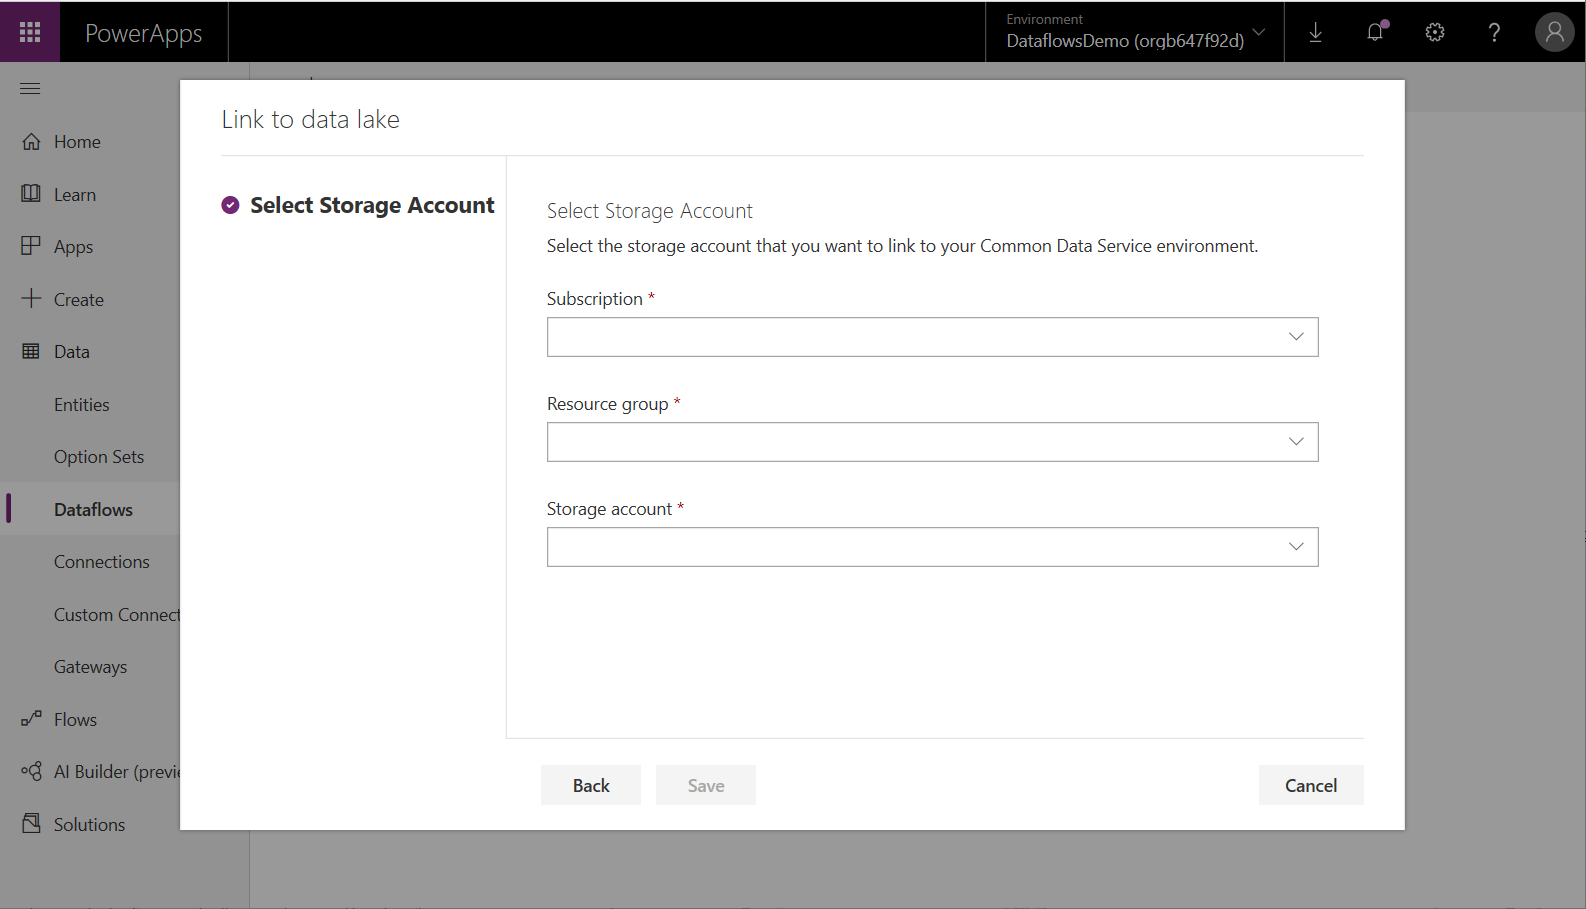 PowerApps
Environment
DataflowsDemo (orgb647f92d)
Home
Learn
Apps
Create
Data
Entities
Option Sets
Dataflows
Connections
Custom Connect
Gateways
Flows
AI Builder (previe
Solutions
Link to data lake
Select Storage Account
Select Storage Account
Select the storage account that you want to link to your Common Data Service environment.
Subscription *
Resource group *
Storage account *
Back
Save
Cancel